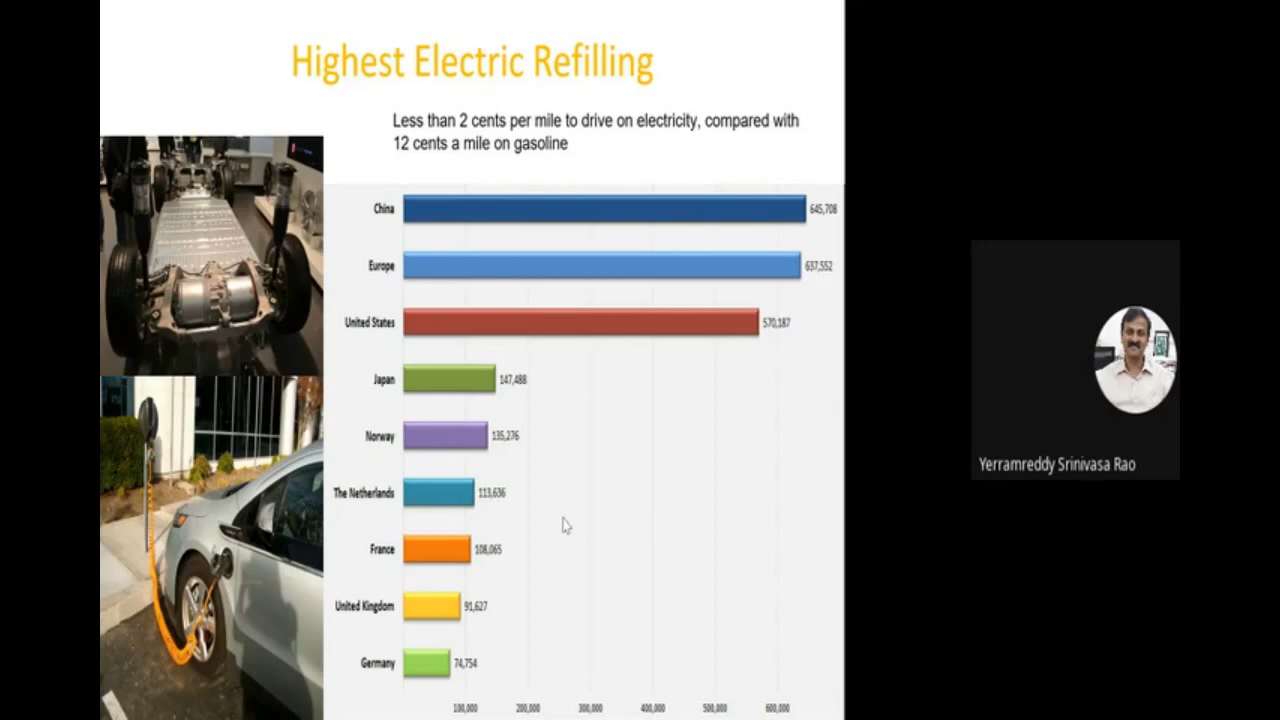 Highest Electric Refilling
Less than 2 cents per mile to drive on electricity, compared with
12 cents a mile on gasoline
China 645,708
Europe 637,552
United States 570,187
Japan 147,488
Norway 135,276
The Netherlands 113,636
France 108,065
United Kingdom 91,627
Germany 74,754
100,000 200,000 300,000 400,000 500,000 600,000
Yerramreddy Srinivasa Rao